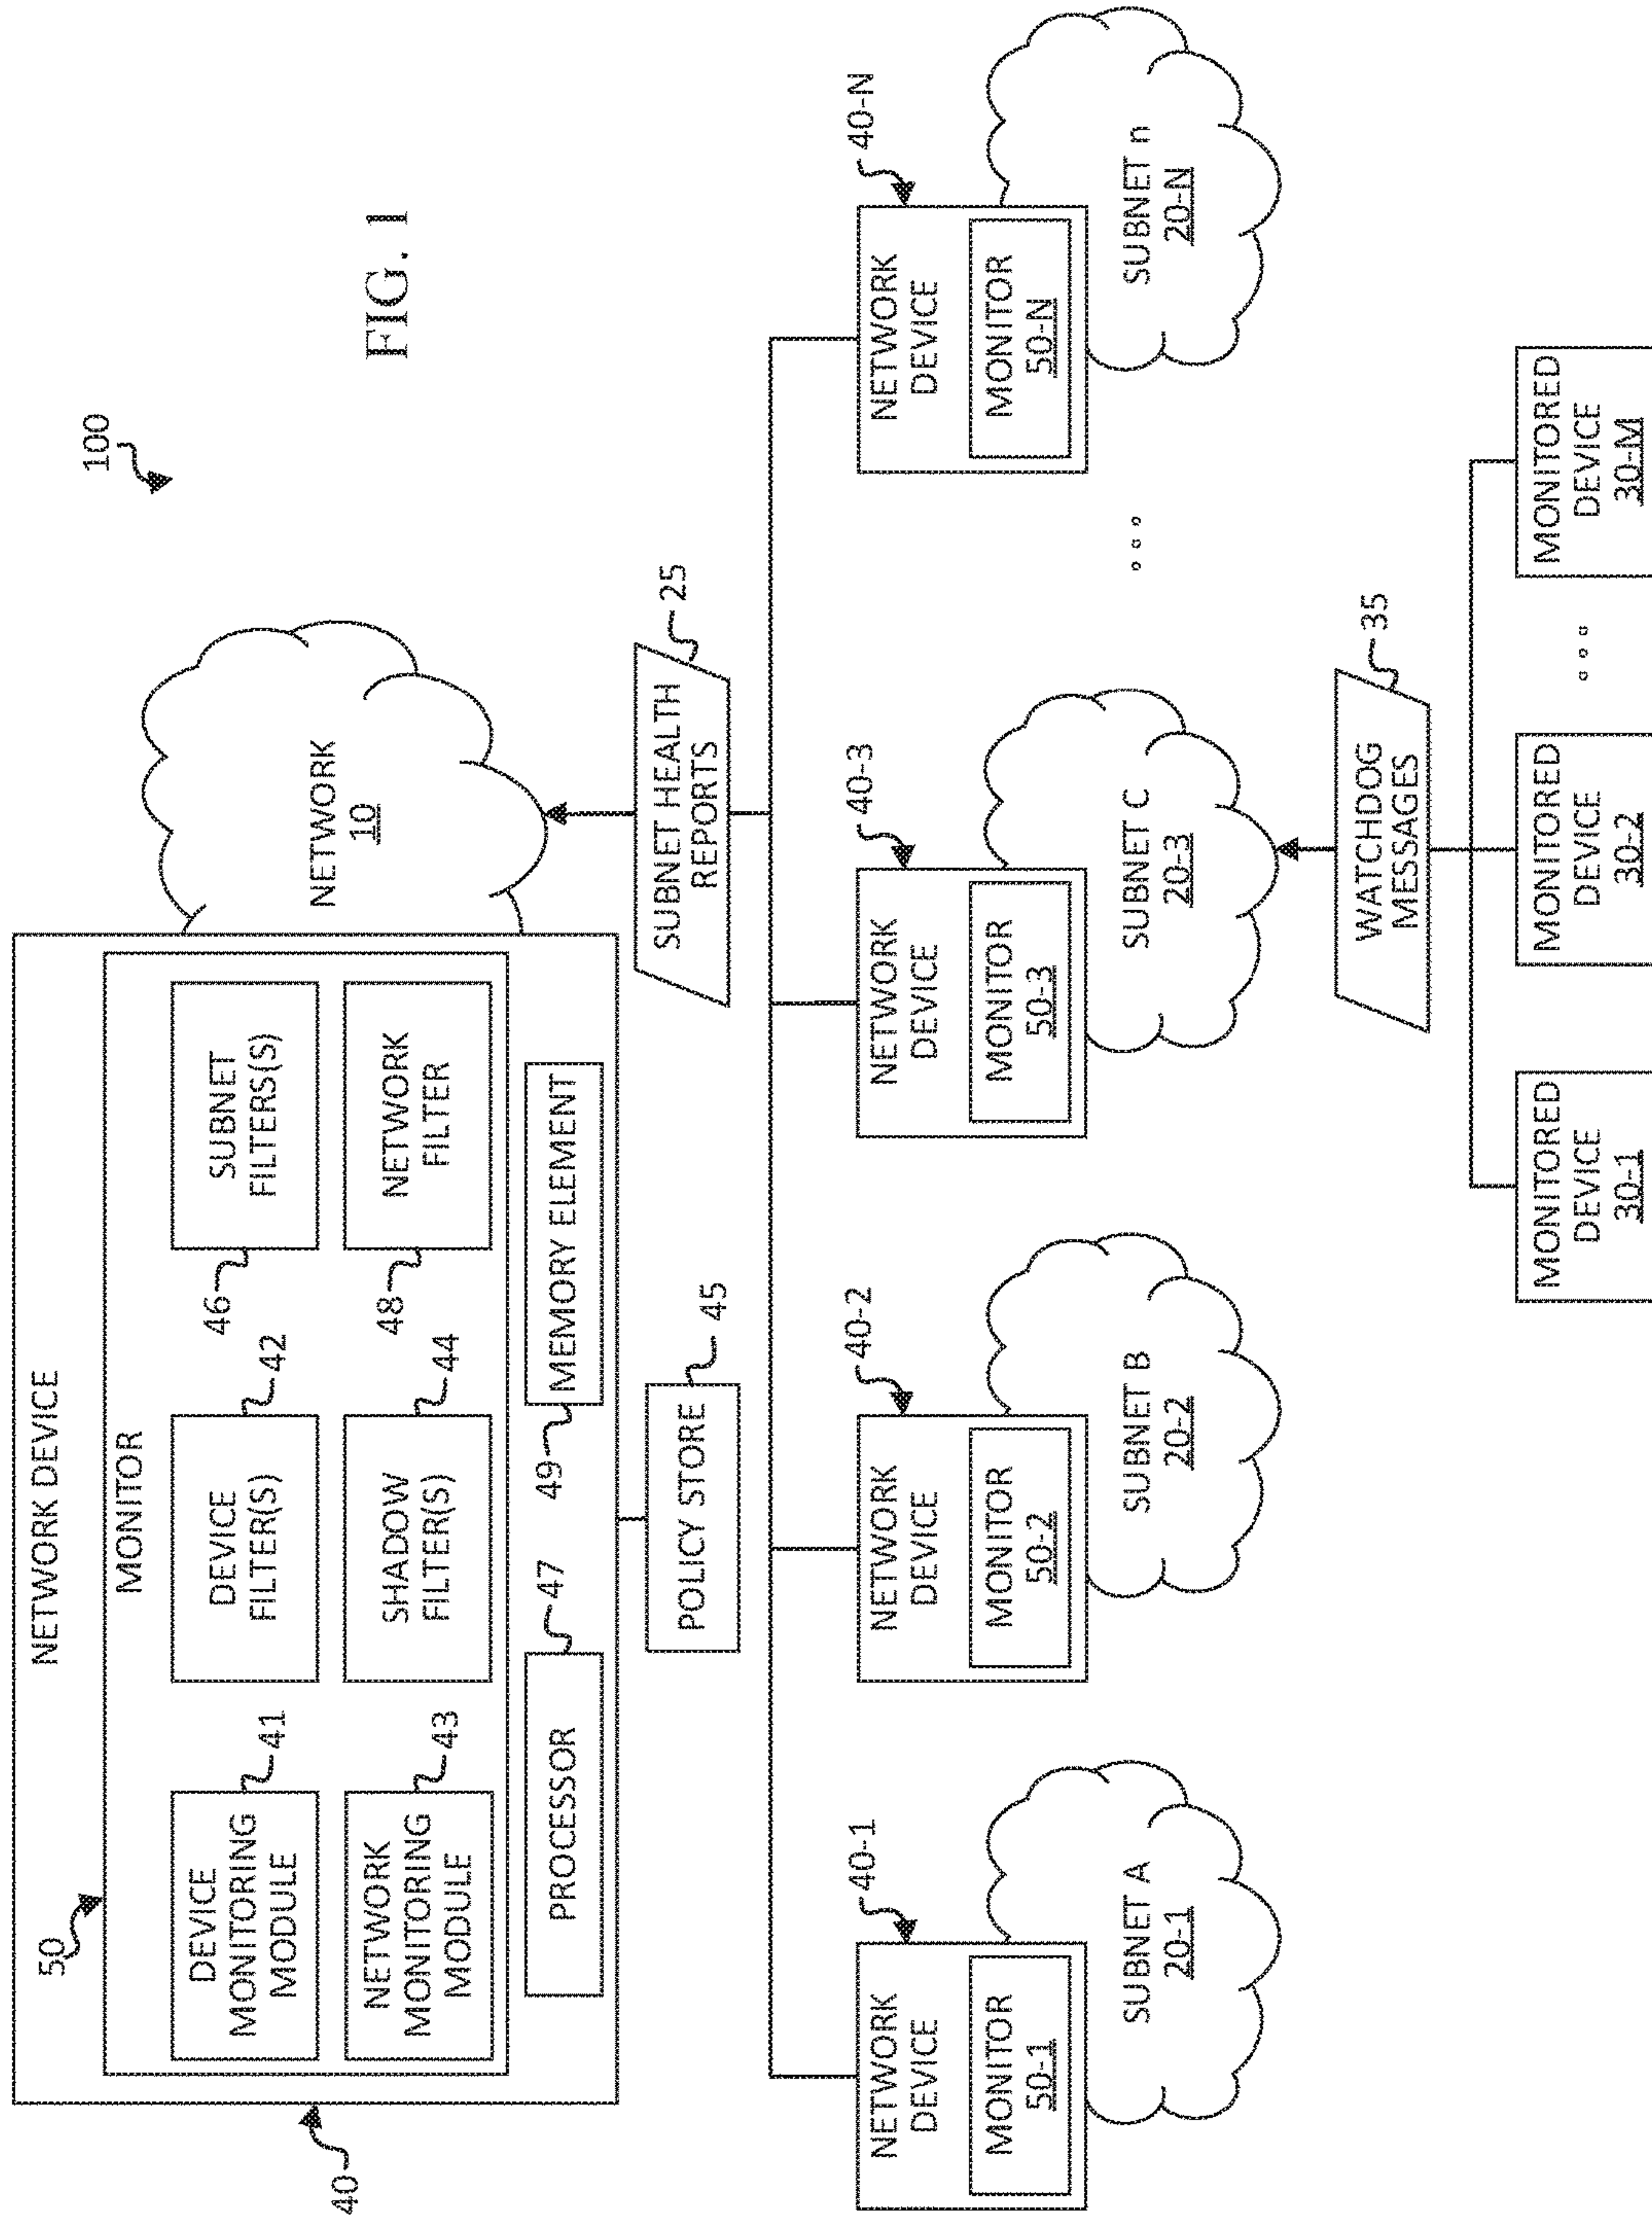 100
FIG. 1
NETWORK DEVICE
50
MONITOR
40
DEVICE
MONITORING
MODULE
41
DEVICE
FILTER(S)
42
46
SUBNET
FILTERS(S)
NETWORK
MONITORING
MODULE
43
SHADOW
FILTER(S)
44
48
NETWORK
FILTER
PROCESSOR
47
49
MEMORY ELEMENT
NETWORK
10
POLICY STORE
45
SUBNET HEALTH
REPORTS
25
NETWORK
DEVICE
40-1
MONITOR
50-1
SUBNET A
20-1
NETWORK
DEVICE
40-2
MONITOR
50-2
SUBNET B
20-2
NETWORK
DEVICE
40-3
MONITOR
50-3
SUBNET C
20-3
NETWORK
DEVICE
40-N
MONITOR
50-N
SUBNET n
20-N
WATCHDOG
MESSAGES
35
MONITORED
DEVICE
30-1
MONITORED
DEVICE
30-2
MONITORED
DEVICE
30-M